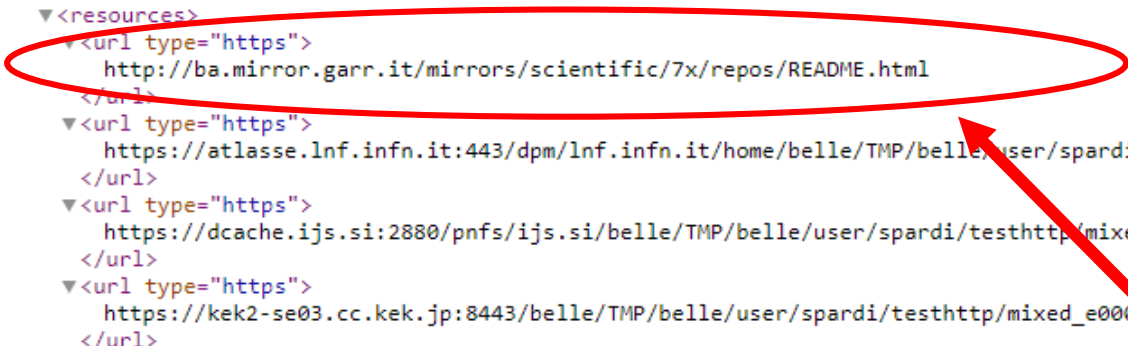 ▼<resources>
▼<url type="https">
http://ba.mirror.garr.it/mirrors/scientific/7x/repos/README.html
</url>
▼<url type="https">
https://atlasse.lnf.infn.it:443/dpm/lnf.infn.it/home/belle/TMP/belle/user/spardi
</url>
▼<url type="https">
https://dcache.ijs.si:2880/pnfs/ijs.si/belle/TMP/belle/user/spardi/testhttp/mixe
</url>
▼<url type="https">
https://kek2-se03.cc.kek.jp:8443/belle/TMP/belle/user/spardi/testhttp/mixed_e000
</url>